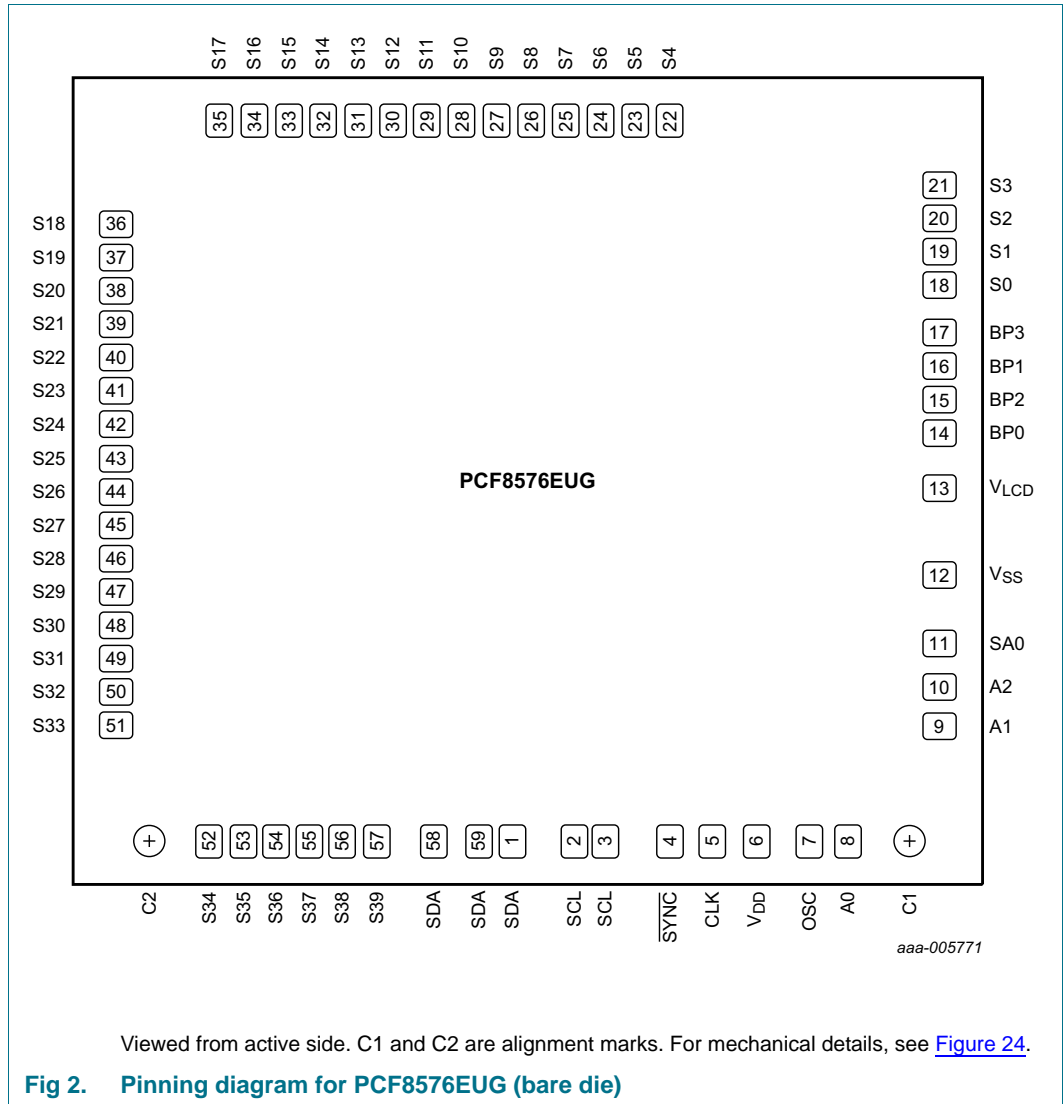 S17 S16 S15 S14 S13 S12 S11 S10 S9 S8 S7 S6 S5 S4
35 34 33 32 31 30 29 28 27 26 25 24 23 22
21 S3
S18 36
20 S2
S19 37
19 S1
S20 38
18 S0
S21 39
17 BP3
S22 40
16 BP1
S23 41
15 BP2
S24 42
14 BP0
S25 43
PCF8576EUG
S26 44
13 VLCD
S27 45
S28 46
12 VSS
S29 47
S30 48
11 SA0
S31 49
S32 50
10 A2
S33 51
9 A1
52 53 54 55 56 57 58 59 1 2 3 4 5 6 7 8
C2 S34 S35 S36 S37 S38 S39 SDA SDA SDA SCL SCL SYNC CLK VDD OSC A0 C1
aaa-005771
Viewed from active side. C1 and C2 are alignment marks. For mechanical details, see Figure 24.
Fig 2. Pinning diagram for PCF8576EUG (bare die)